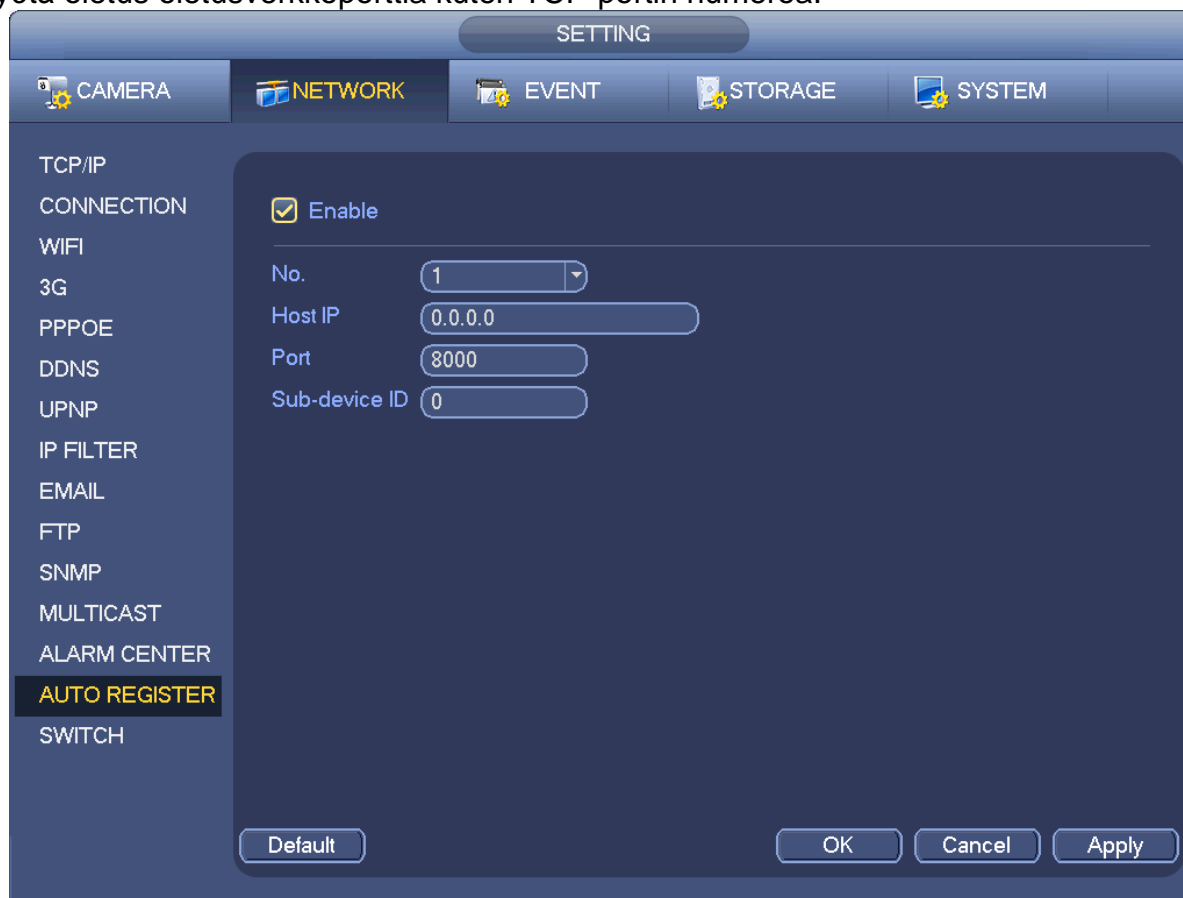 SETTING
CAMERA NETWORK EVENT STORAGE SYSTEM
TCP/IP
CONNECTION
WIFI
3G
PPPOE
DDNS
UPNP
IP FILTER
EMAIL
FTP
SNMP
MULTICAST
ALARM CENTER
AUTO REGISTER
SWITCH
Enable
No. 1
Host IP 0.0.0.0
Port 8000
Sub-device ID 0
Default OK Cancel Apply